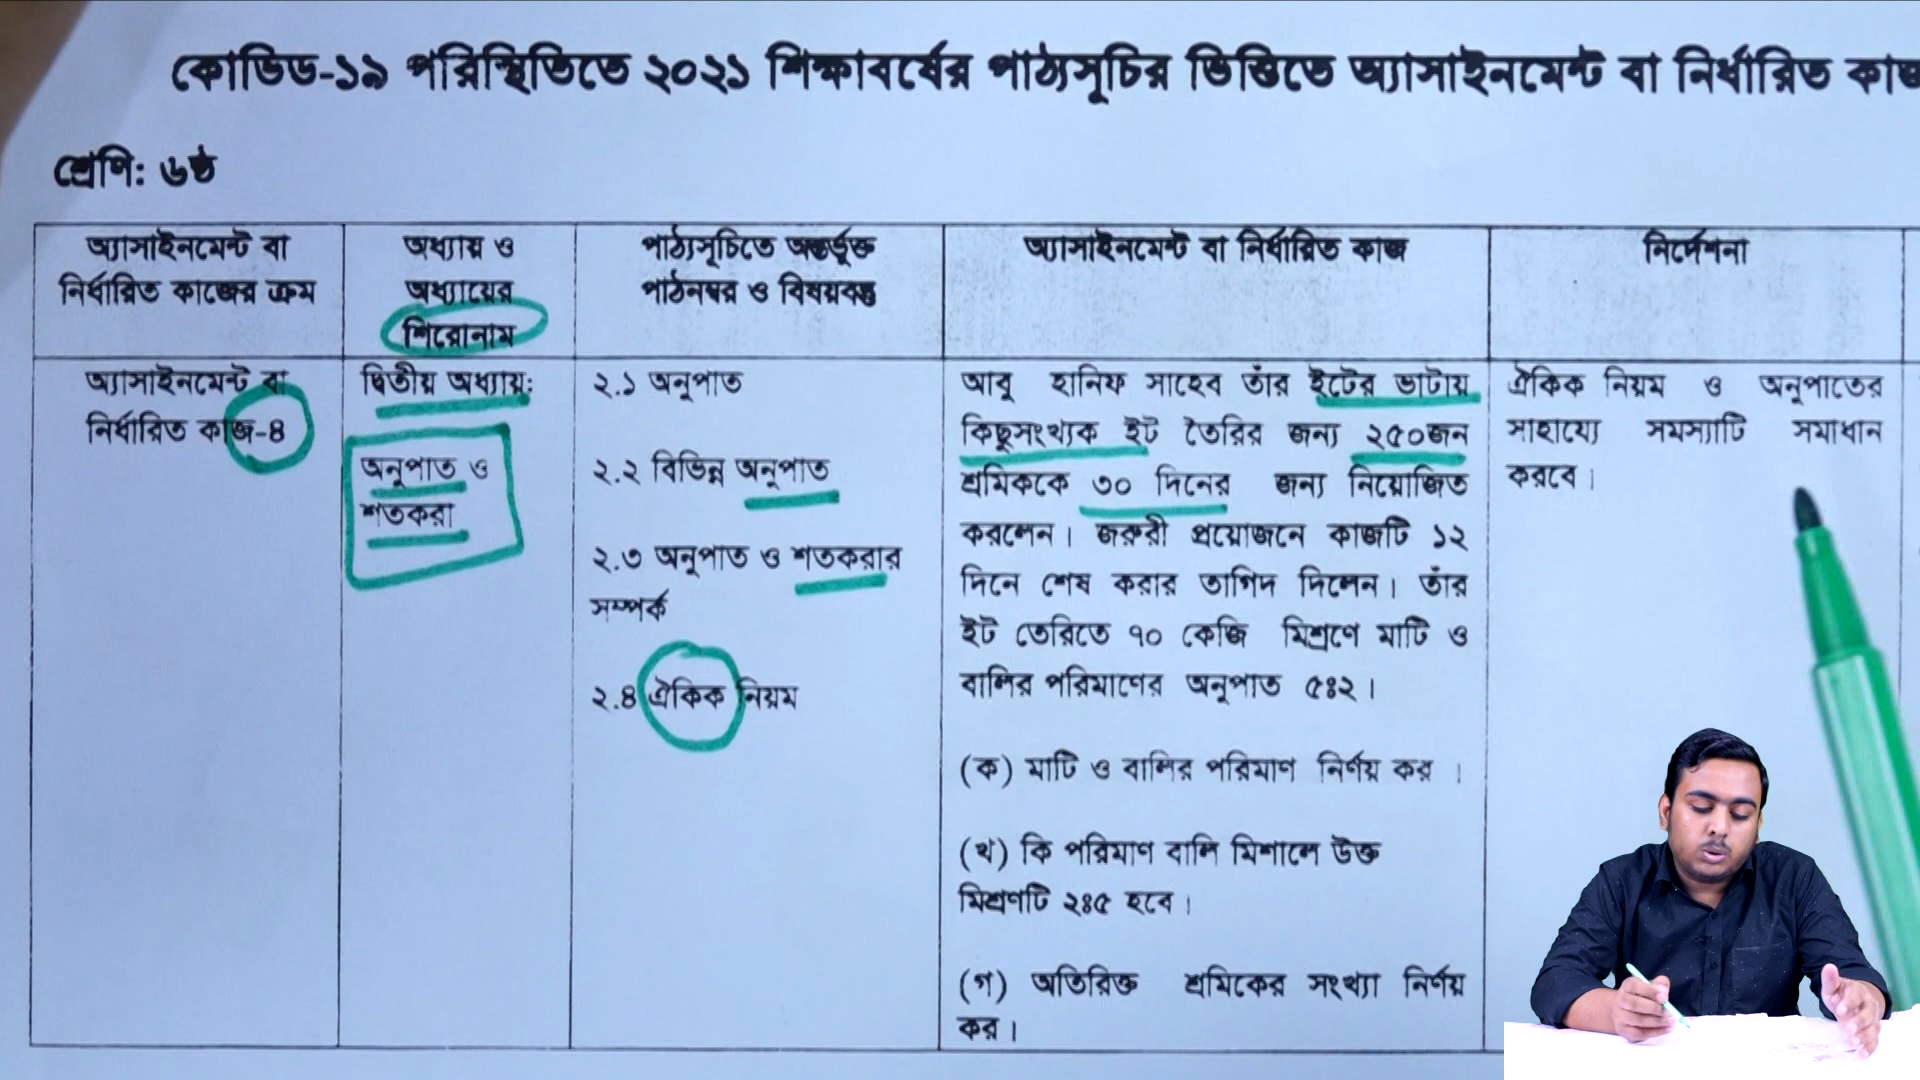 কোভিড-১৯ পরিস্থিতিতে ২০২১ শিক্ষাবর্ষের পাঠ্যসূচির ভিত্তিতে অ্যাসাইনমেন্ট বা নির্ধারিত কাজ
শ্রেণি: ৬ষ্ঠ
অ্যাসাইনমেন্ট বা
নির্ধারিত কাজের ক্রম
অধ্যায় ও
অধ্যায়ের
শিরোনাম
পাঠ্যসূচিতে অন্তর্ভুক্ত
পাঠনম্বর ও বিষয়বস্তু
অ্যাসাইনমেন্ট বা নির্ধারিত কাজ
নির্দেশনা
অ্যাসাইনমেন্ট বা
নির্ধারিত কাজ-৪
দ্বিতীয় অধ্যায়:
অনুপাত ও
শতকরা
২.১ অনুপাত
২.২ বিভিন্ন অনুপাত
২.৩ অনুপাত ও শতকরার
সম্পর্ক
২.৪ ঐকিক নিয়ম
আবু হানিফ সাহেব তাঁর ইটের ভাটায়
কিছুসংখ্যক ইট তৈরির জন্য ২৫০জন
শ্রমিককে ৩০ দিনের জন্য নিয়োজিত
করলেন। জরুরী প্রয়োজনে কাজটি ১২
দিনে শেষ করার তাগিদ দিলেন। তাঁর
ইট তেরিতে ৭০ কেজি মিশ্রণে মাটি ও
বালির পরিমাণের অনুপাত ৫ঃ২।
(ক) মাটি ও বালির পরিমাণ নির্ণয় কর ।
(খ) কি পরিমাণ বালি মিশালে উক্ত
মিশ্রণটি ২ঃ৫ হবে।
(গ) অতিরিক্ত শ্রমিকের সংখ্যা নির্ণয়
কর।
ঐকিক নিয়ম ও অনুপাতের
সাহায্যে সমস্যাটি সমাধান
করবে।